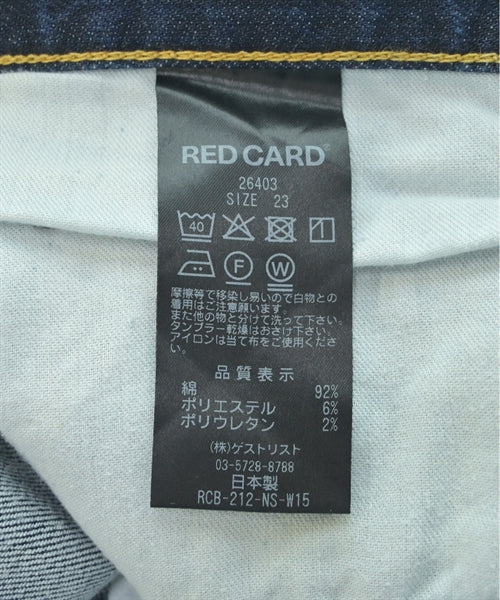 RED CARD®
26403
SIZE 23
40
F W
摩擦等で移染し易いので白物との
着用はご注意願います。
また他の物と分けて洗って下さい。
タンブラー乾燥はおさけ下さい。
アイロンは当て布をご使用下さい。
品質表示
綿 92%
ポリエステル 6%
ポリウレタン 2%
(株)ゲストリスト
03-5728-8788
日本製
RCB-212-NS-W15